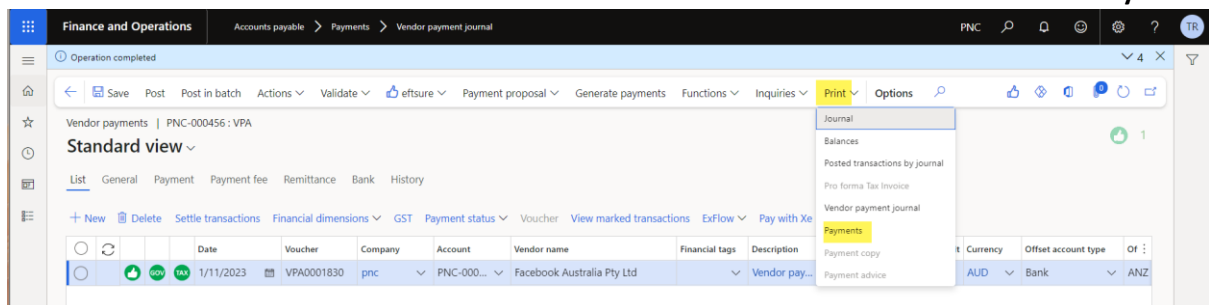 Finance and Operations Accounts payable Payments Vendor payment journal PNC ? TR
Operation completed 4
Save Post Post in batch Actions Validate eftsure Payment proposal Generate payments Functions Inquiries Print Options 0
Journal
Vendor payments | PNC-000456 : VPA
Balances
1
Standard view
Posted transactions by journal
Pro forma Tax Invoice
List General Payment Payment fee Remittance Bank History
Vendor payment journal
New Delete Settle transactions Financial dimensions GST Payment status Voucher View marked transactions ExFlow Pay with Xe
Payments
Date Voucher Company Account Vendor name Financial tags Description t Currency Offset account type Of
Payment copy
GOV TAX 1/11/2023 VPA0001830 pnc PNC-000... Facebook Australia Pty Ltd Vendor pay... AUD Bank ANZ
Payment advice